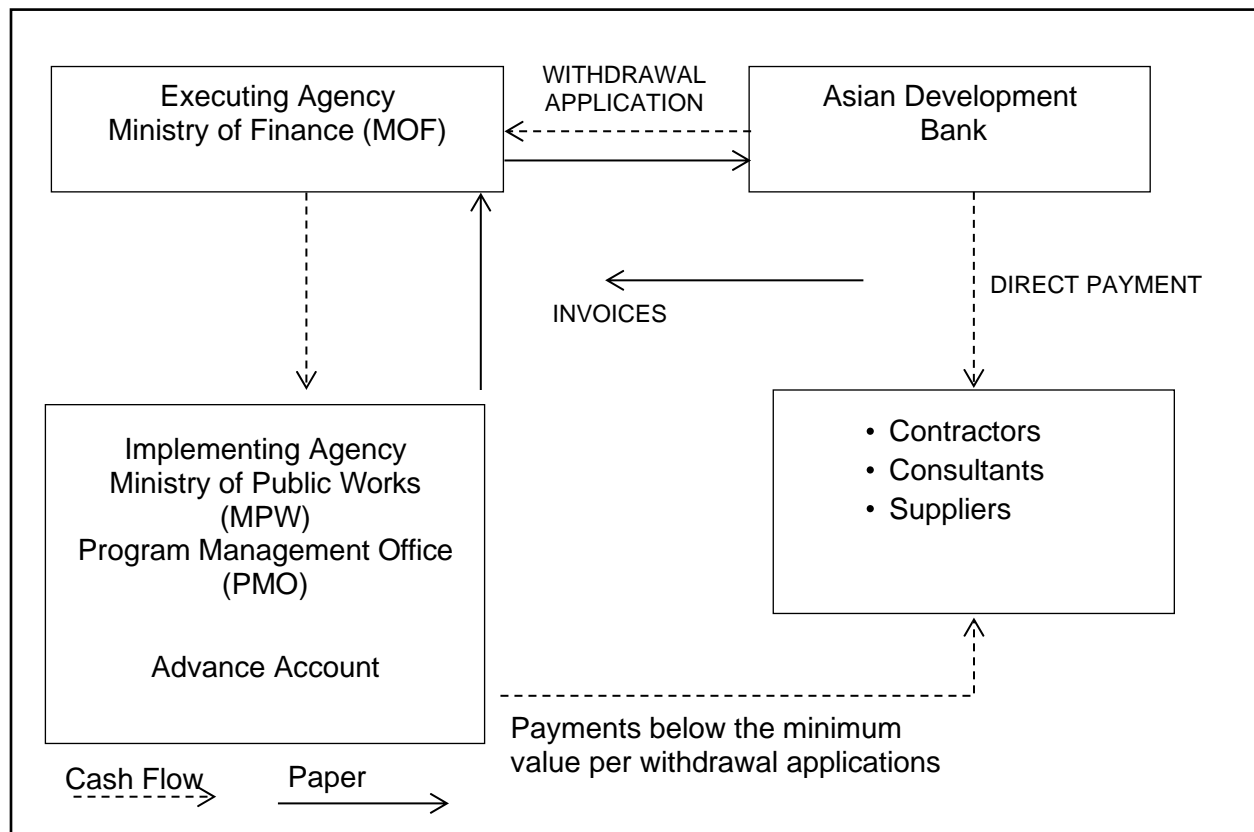 Executing Agency
Ministry of Finance (MOF)
WITHDRAWAL
APPLICATION
Asian Development
Bank
INVOICES
DIRECT PAYMENT
Implementing Agency
Ministry of Public Works
(MPW)
Program Management Office
(PMO)
Advance Account
• Contractors
• Consultants
• Suppliers
Payments below the minimum
value per withdrawal applications
Cash Flow
Paper